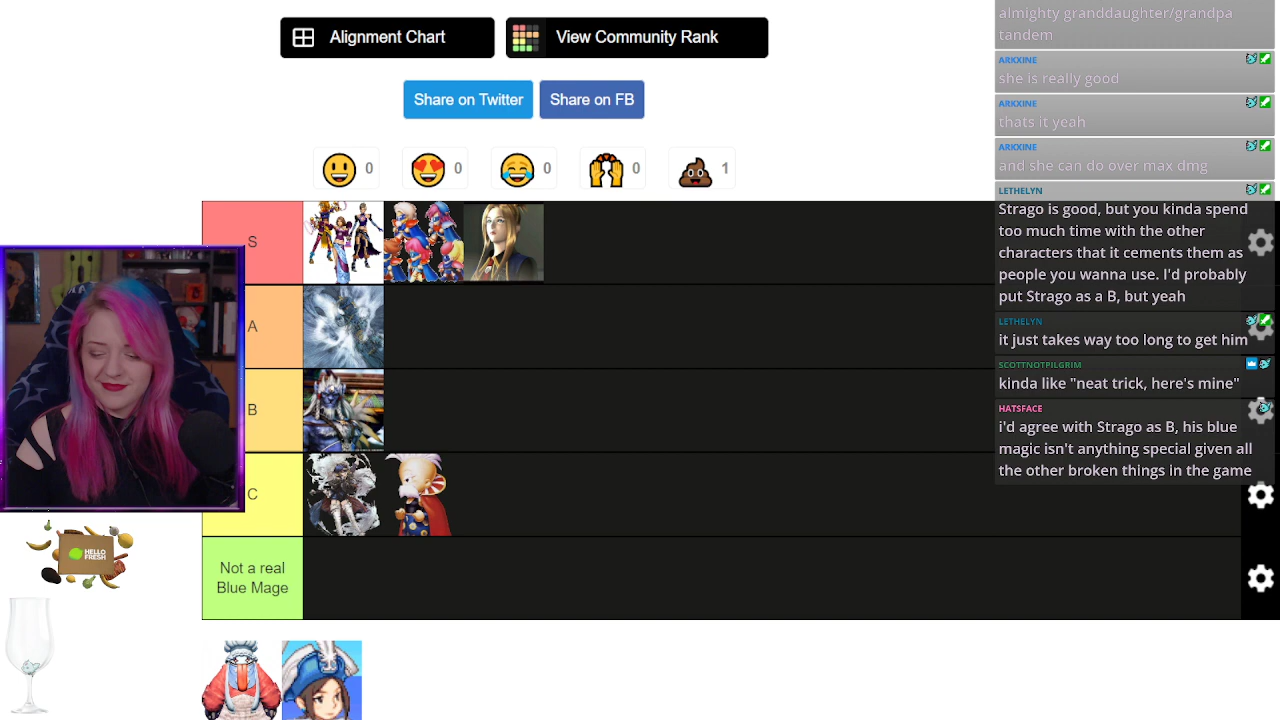 Alignment Chart
View Community Rank
Share on Twitter
Share on FB
0
0
0
0
1
S
A
B
C
Not a real
Blue Mage
HELLO
FRESH
almighty granddaughter/grandpa
tandem
ARKXINE
she is really good
ARKXINE
thats it yeah
ARKXINE
and she can do over max dmg
LETHELYN
Strago is good, but you kinda spend
too much time with the other
characters that it cements them as
people you wanna use. I'd probably
put Strago as a B, but yeah
LETHELYN
it just takes way too long to get him
SCOTTNOTPILGRIM
kinda like "neat trick, here's mine"
HATSFACE
i'd agree with Strago as B, his blue
magic isn't anything special given all
the other broken things in the game